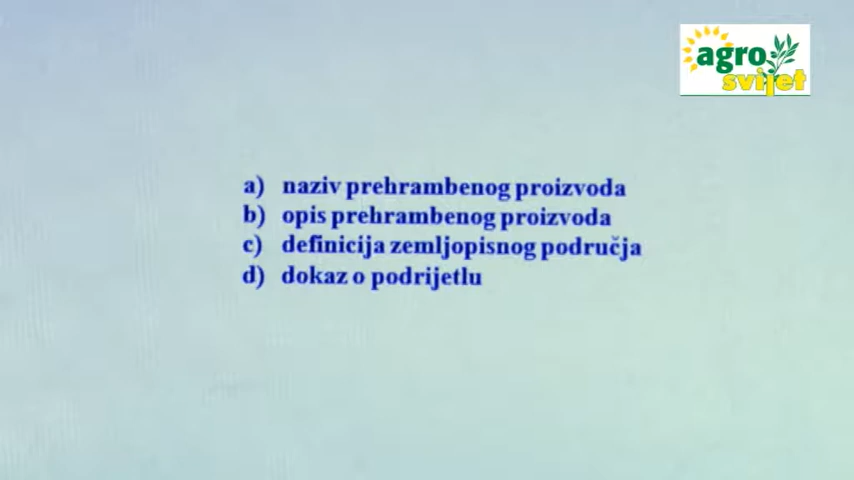 agro
svijet
a) naziv prehrambenog proizvoda
b) opis prehrambenog proizvoda
c) definicija zemljopisnog područja
d) dokaz o podrijetlu